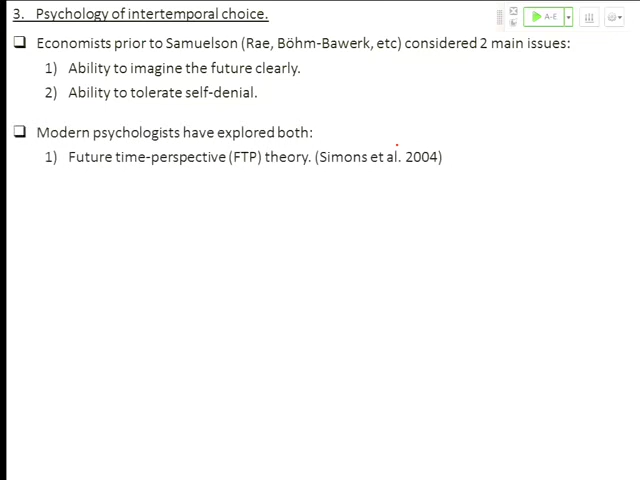 3. Psychology of intertemporal choice.
A-E
❑ Economists prior to Samuelson (Rae, Böhm-Bawerk, etc) considered 2 main issues:
1) Ability to imagine the future clearly.
2) Ability to tolerate self-denial.
❑ Modern psychologists have explored both:
1) Future time-perspective (FTP) theory. (Simons et al. 2004)